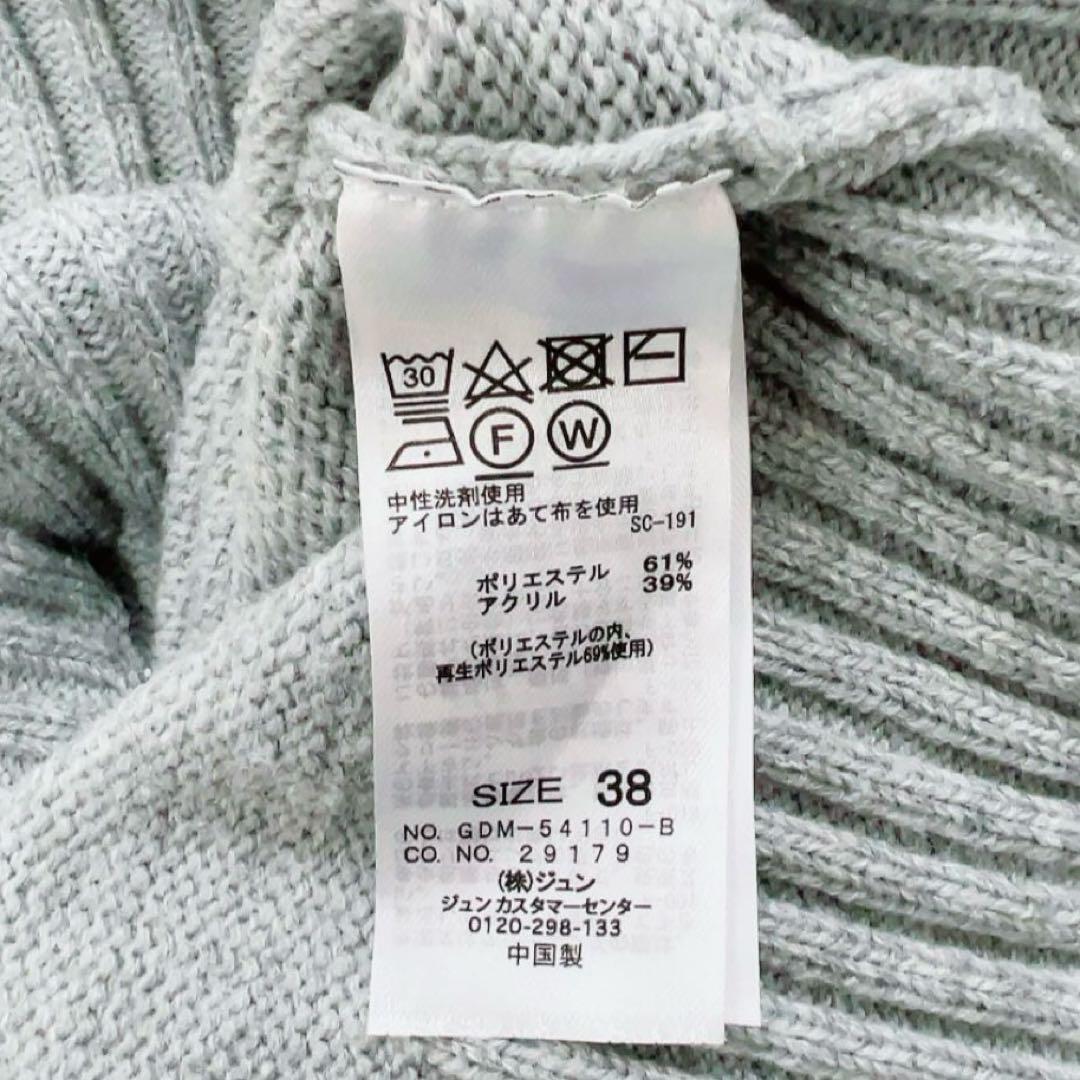 30
F W
中性洗剤使用
アイロンはあて布を使用
SC-191
ポリエステル 61%
アクリル 39%
(ポリエステルの内、
再生ポリエステル69%使用)
SIZE 38
NO. GDM-54110-B
CO. NO. 29179
(株)ジュン
ジュン カスタマーセンター
0120-298-133
中国製